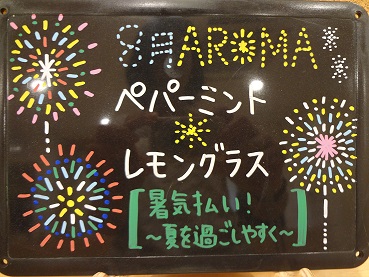 8月AROMA
ペパーミント
レモングラス
暑気払い!
~夏を過ごしやすく~